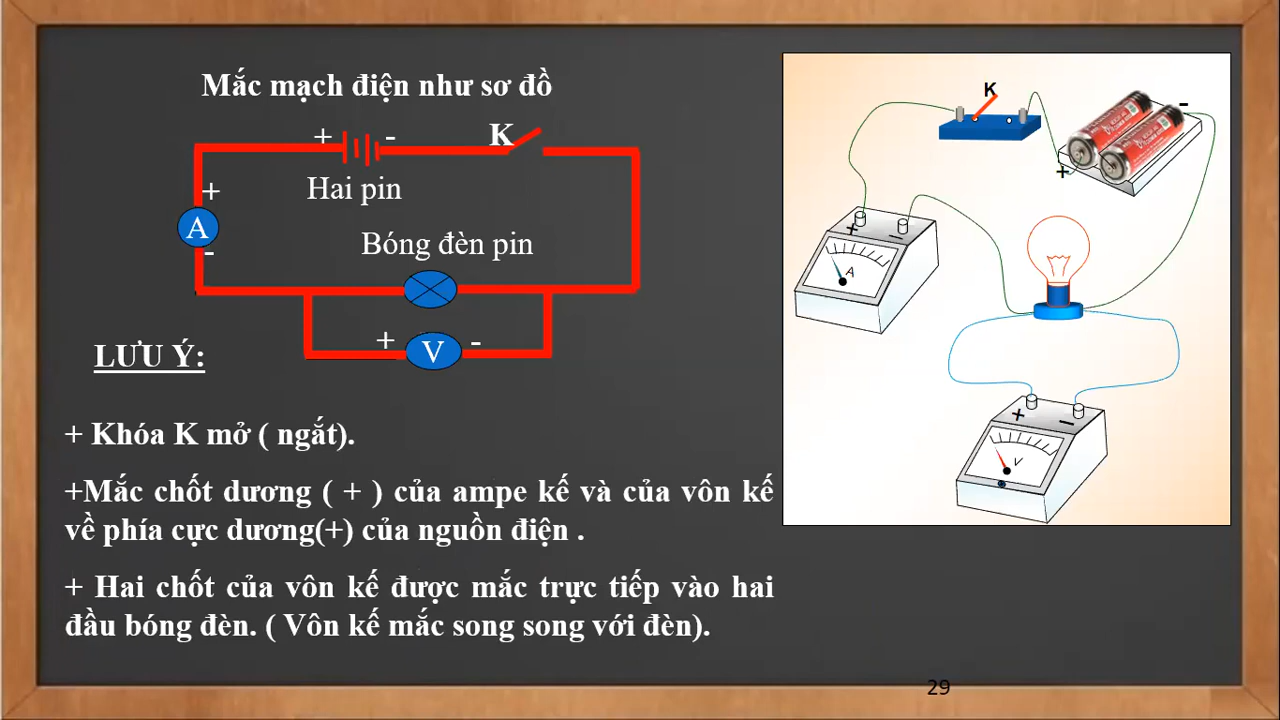 Mắc mạch điện như sơ đồ
+ - K
+
Hai pin
A
-
Bóng đèn pin
+ V -
LƯU Ý:
+ Khóa K mở ( ngắt).
+Mắc chốt dương ( + ) của ampe kế và của vôn kế
về phía cực dương(+) của nguồn điện .
+ Hai chốt của vôn kế được mắc trực tiếp vào hai
đầu bóng đèn. ( Vôn kế mắc song song với đèn).
K
-
+
+ -
A
+ -
V
29